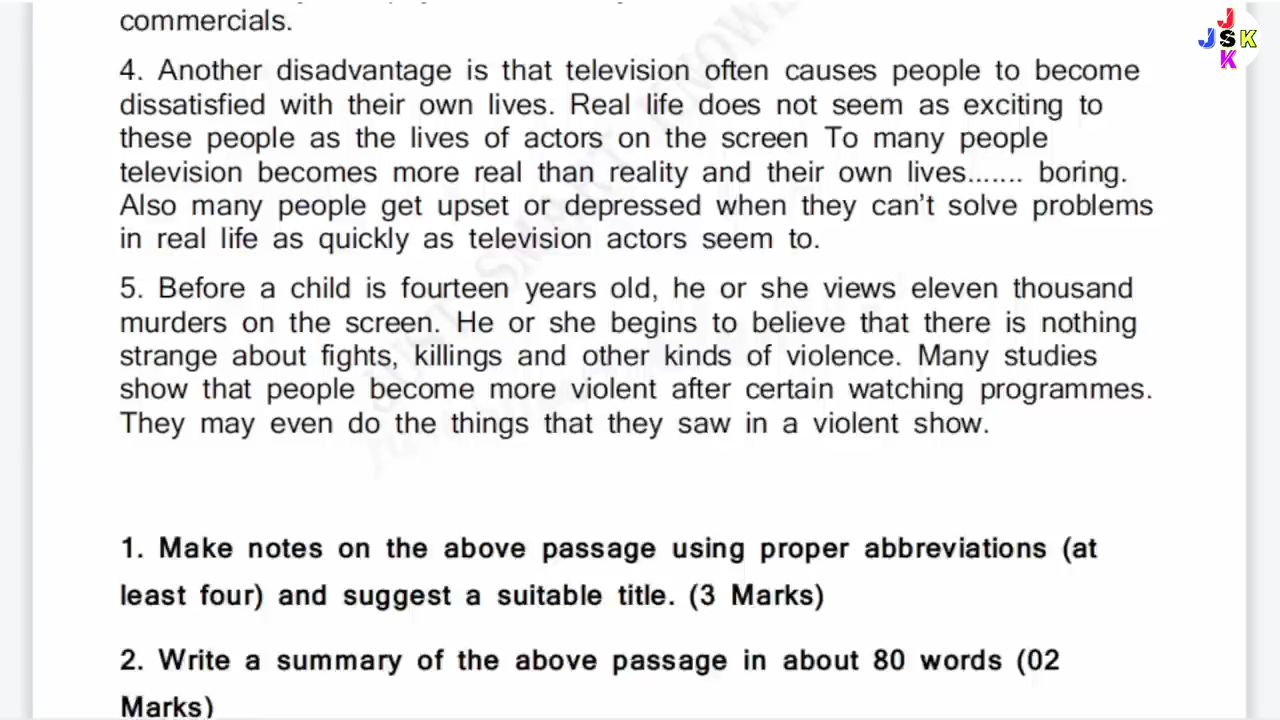 commercials.
4. Another disadvantage is that television often causes people to become
dissatisfied with their own lives. Real life does not seem as exciting to
these people as the lives of actors on the screen To many people
television becomes more real than reality and their own lives....... boring.
Also many people get upset or depressed when they can't solve problems
in real life as quickly as television actors seem to.
5. Before a child is fourteen years old, he or she views eleven thousand
murders on the screen. He or she begins to believe that there is nothing
strange about fights, killings and other kinds of violence. Many studies
show that people become more violent after certain watching programmes.
They may even do the things that they saw in a violent show.
1. Make notes on the above passage using proper abbreviations (at
least four) and suggest a suitable title. (3 Marks)
2. Write a summary of the above passage in about 80 words (02
Marks)
J
JSK
K